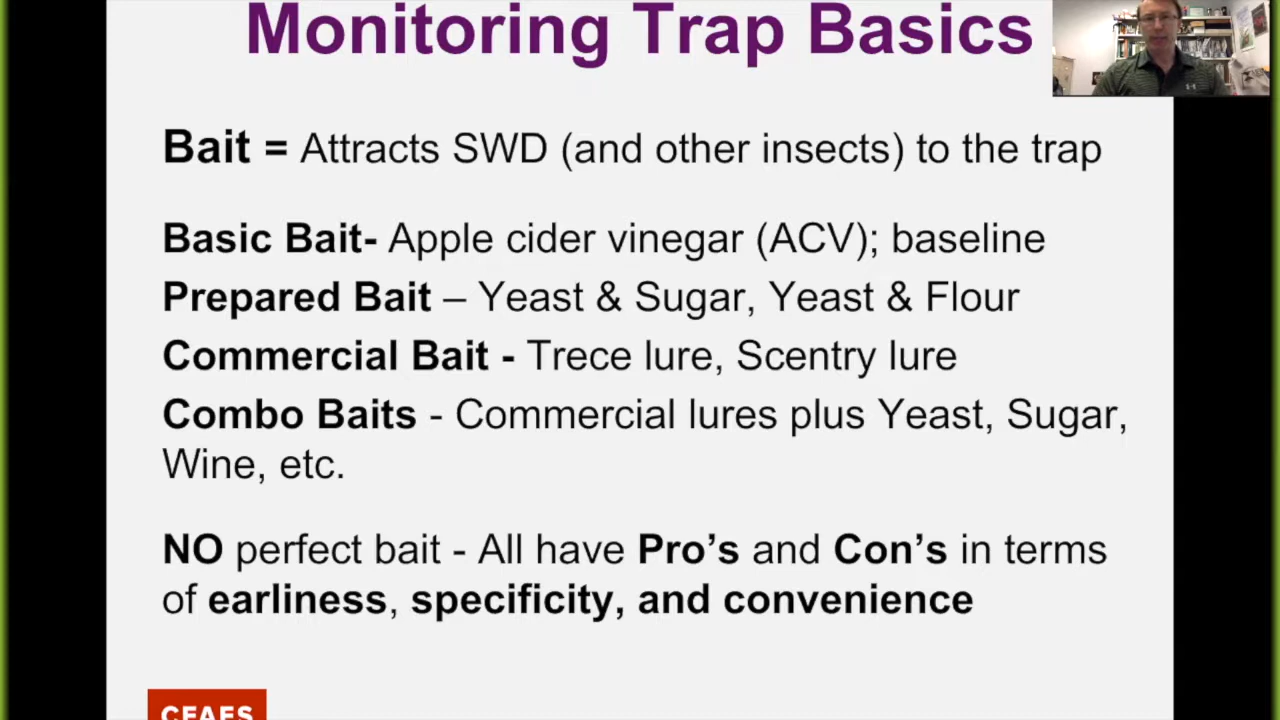 Monitoring Trap Basics
Bait = Attracts SWD (and other insects) to the trap
Basic Bait- Apple cider vinegar (ACV); baseline
Prepared Bait – Yeast & Sugar, Yeast & Flour
Commercial Bait - Trece lure, Scentry lure
Combo Baits - Commercial lures plus Yeast, Sugar,
Wine, etc.
NO perfect bait - All have Pro’s and Con’s in terms
of earliness, specificity, and convenience
CFAES